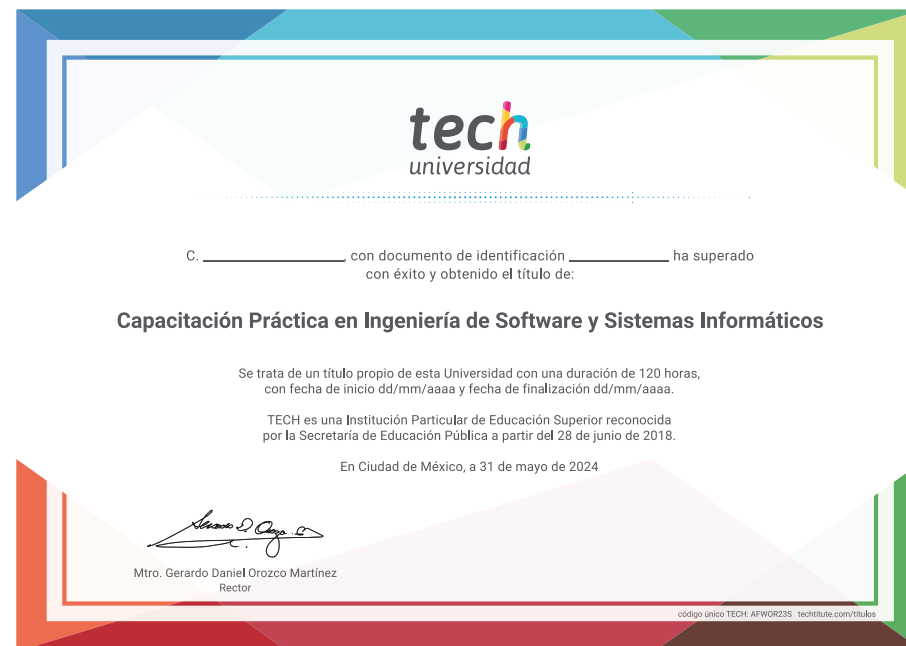 tech
universidad
C. ____________, con documento de identificación ____________ ha superado
con éxito y obtenido el título de:
Capacitación Práctica en Ingeniería de Software y Sistemas Informáticos
Se trata de un título propio de esta Universidad con una duración de 120 horas,
con fecha de inicio dd/mm/aaaa y fecha de finalización dd/mm/aaaa.
TECH es una Institución Particular de Educación Superior reconocida
por la Secretaría de Educación Pública a partir del 28 de junio de 2018.
En Ciudad de México, a 31 de mayo de 2024
Mtro. Gerardo Daniel Orozco Martínez
Rector
código único TECH: AFWOR23S techtitute.com/titulos